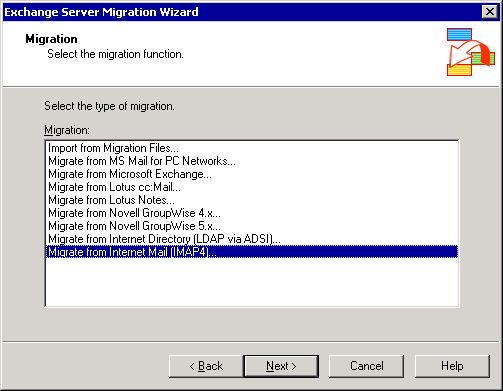 Exchange Server Migration Wizard
Migration
Select the migration function.
Select the type of migration.
Migration:
Import from Migration Files...
Migrate from MS Mail for PC Networks...
Migrate from Microsoft Exchange...
Migrate from Lotus cc:Mail...
Migrate from Lotus Notes...
Migrate from Novell GroupWise 4.x...
Migrate from Novell GroupWise 5.x...
Migrate from Internet Directory (LDAP via ADSI)...
Migrate from Internet Mail (IMAP4)...
< Back Next > Cancel Help